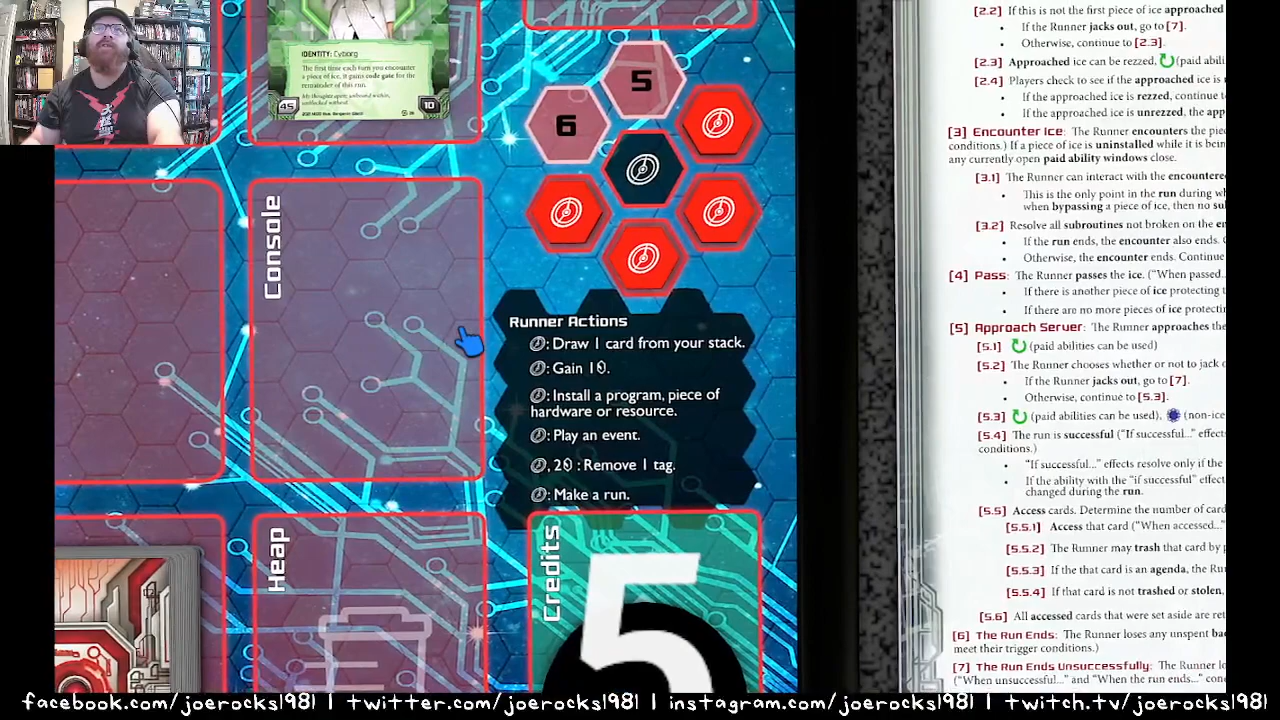 IDENTITY: Cyborg
The first time each turn you encounter
a piece of ice, it gains code gate for the
remainder of this run.
45
10
5
6
Console
Runner Actions
: Draw 1 card from your stack.
: Gain 1
: Install a program, piece of
hardware or resource.
: Play an event.
, 2 : Remove 1 tag.
: Make a run.
Heap
Credits
5
[2.2] If this is not the first piece of ice approached
If the Runner jacks out, go to [7].
Otherwise, continue to [2.3].
[2.3] Approached ice can be rezzed, (paid abili
[2.4] Players check to see if the approached ice is
If the approached ice is rezzed, continue
If the approached ice is unrezzed, the app
[3] Encounter Ice: The Runner encounters the piec
conditions.) If a piece of ice is uninstalled while it is bein
any currently open paid ability windows close.
[3.1] The Runner can interact with the encountere
This is the only point in the run during wh
when bypassing a piece of ice, then no su
[3.2] Resolve all subroutines not broken on the en
If the run ends, the encounter also ends.
Otherwise, the encounter ends. Continue
[4] Pass: The Runner passes the ice. ("When passed
If there is another piece of ice protecting t
If there are no more pieces of ice protecti
[5] Approach Server: The Runner approaches the
[5.1] (paid abilities can be used)
[5.2] The Runner chooses whether or not to jack o
If the Runner jacks out, go to [7].
Otherwise, continue to [5.3].
[5.3] (paid abilities can be used), (non-ice
[5.4] The run is successful ("If successful..." effects
conditions.)
"If successful..." effects resolve only if the
If the ability with the "if successful" effect
changed during the run.
[5.5] Access cards. Determine the number of card
[5.5.1] Access that card ("When accessed..."
[5.5.2] The Runner may trash that card by p
[5.5.3] If the that card is an agenda, the Ru
[5.5.4] If that card is not trashed or stolen,
[5.6] All accessed cards that were set aside are ret
[6] The Run Ends: The Runner loses any unspent ba
meet their trigger conditions.)
[7] The Run Ends Unsuccessfully: The Runner lo
("When unsuccessful..." and "When the run ends..." con
facebook.com/joerocks1981 | twitter.com/joerocks1981 | instagram.com/joerocks1981 | twitch.tv/joerocks1981